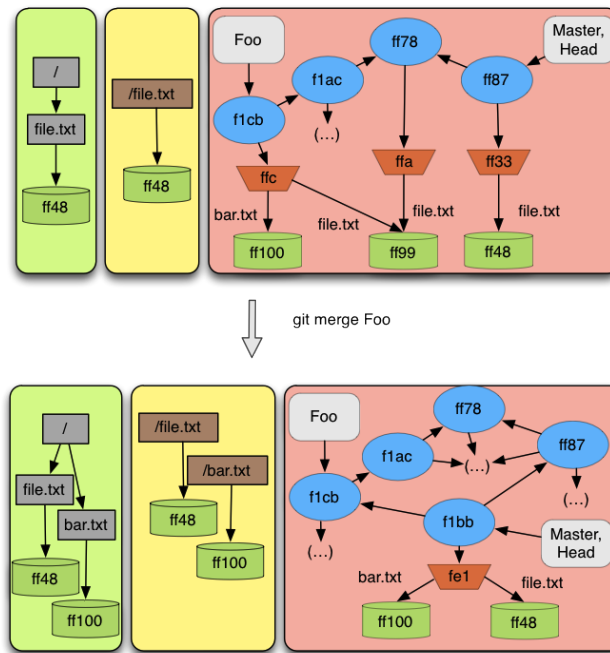 Foo
ff78
Master,
Head
/
f1ac
ff87
/file.txt
f1cb
(...)
file.txt
ff48
ffc
ffa
ff33
ff48
bar.txt
file.txt
file.txt
file.txt
ff100
ff99
ff48
git merge Foo
Foo
ff78
/
/file.txt
f1ac
(...)
ff87
/bar.txt
file.txt
f1cb
(...)
bar.txt
ff48
f1bb
Master,
Head
(...)
ff48
ff100
bar.txt
fe1
file.txt
ff100
ff100
ff48